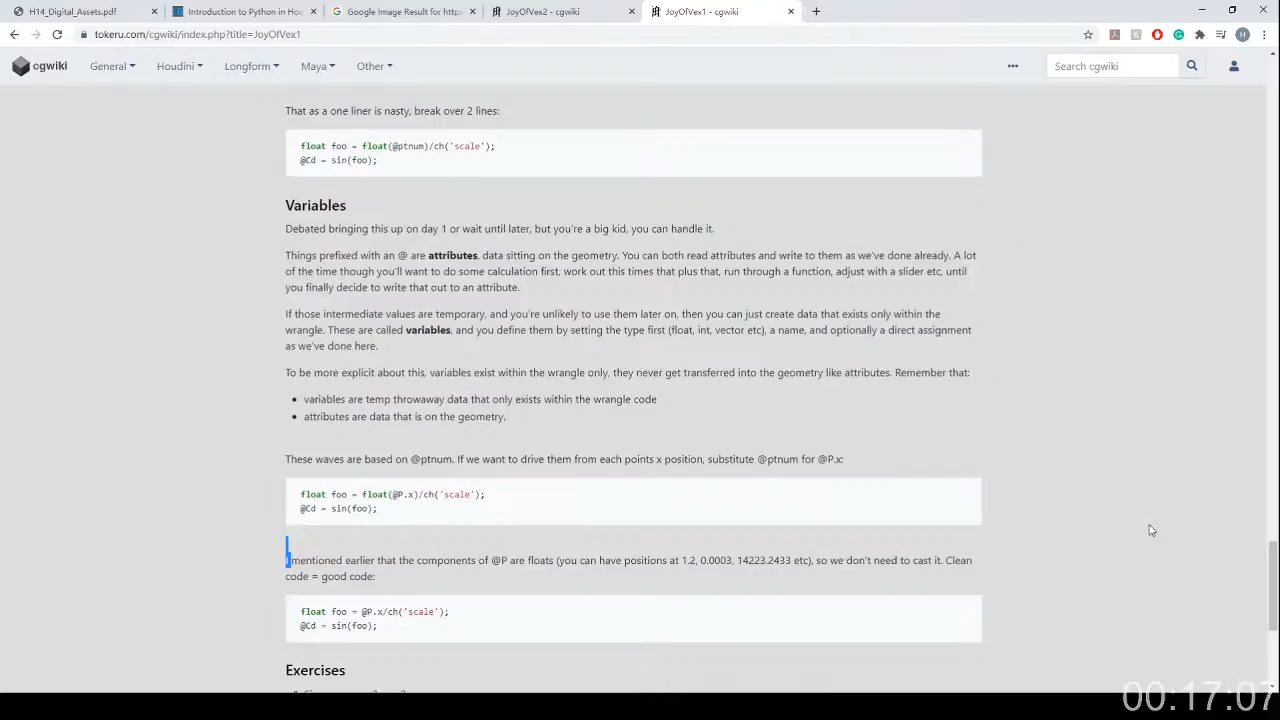 H14_Digital_Assets.pdf
Introduction to Python in Hou
Google Image Result for https
JoyOfVex2 - cgwiki
JoyOfVex1 - cgwiki
tokeru.com/cgwiki/index.php?title=JoyOfVex1
H
cgwiki
General
Houdini
Longform
Maya
Other
Search cgwiki
That as a one liner is nasty, break over 2 lines:
float foo = float(@ptnum)/ch('scale');
@Cd = sin(foo);
Variables
Debated bringing this up on day 1 or wait until later, but you're a big kid, you can handle it.
Things prefixed with an @ are attributes, data sitting on the geometry. You can both read attributes and write to them as we've done already. A lot
of the time though you'll want to do some calculation first, work out this times that plus that, run through a function, adjust with a slider etc, until
you finally decide to write that out to an attribute.
If those intermediate values are temporary, and you're unlikely to use them later on, then you can just create data that exists only within the
wrangle. These are called variables, and you define them by setting the type first (float, int, vector etc), a name, and optionally a direct assignment
as we've done here.
To be more explicit about this, variables exist within the wrangle only, they never get transferred into the geometry like attributes. Remember that:
• variables are temp throwaway data that only exists within the wrangle code
• attributes are data that is on the geometry.
These waves are based on @ptnum. If we want to drive them from each points x position, substitute @ptnum for @P.x:
float foo = float(@P.x)/ch('scale');
@Cd = sin(foo);
I mentioned earlier that the components of @P are floats (you can have positions at 1.2, 0.0003, 14223.2433 etc), so we don't need to cast it. Clean
code = good code:
float foo = @P.x/ch('scale');
@Cd = sin(foo);
Exercises
00:17:07